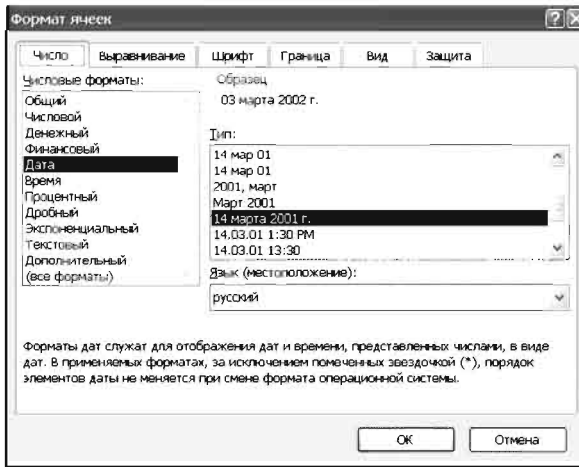 Формат ячеек
Число Выравнивание Шрифт Граница Вид Защита
Числовые форматы:
Общий
Числовой
Денежный
Финансовый
Дата
Время
Процентный
Дробный
Экспоненциальный
Текстовый
Дополнительный
(все форматы)
Образец
03 марта 2002 г.
Тип:
14 мар 01
14 мар 01
2001, март
Март 2001
14 марта 2001 г.
14.03.01 1:30 PM
14.03.01 13:30
Язык (местоположение):
русский
Форматы дат служат для отображения дат и времени, представленных числами, в виде
дат. В применяемых форматах, за исключением помеченных звездочкой (*), порядок
элементов даты не меняется при смене формата операционной системы.
ОК Отмена